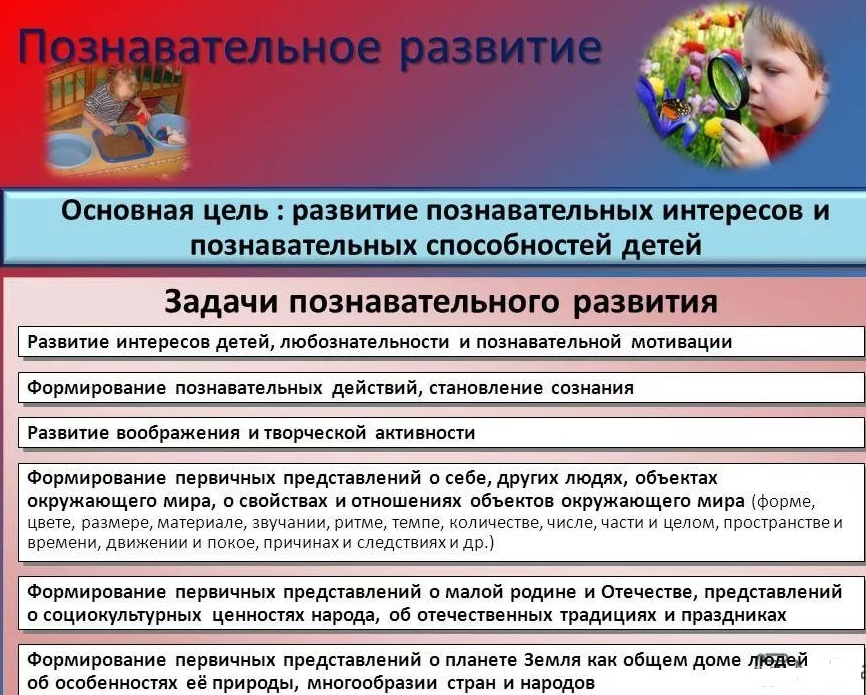 Познавательное развитие
Основная цель : развитие познавательных интересов и
познавательных способностей детей
Задачи познавательного развития
Развитие интересов детей, любознательности и познавательной мотивации
Формирование познавательных действий, становление сознания
Развитие воображения и творческой активности
Формирование первичных представлений о себе, других людях, объектах
окружающего мира, о свойствах и отношениях объектов окружающего мира (форме,
цвете, размере, материале, звучании, ритме, темпе, количестве, числе, части и целом, пространстве и
времени, движении и покое, причинах и следствиях и др.)
Формирование первичных представлений о малой родине и Отечестве, представлений
о социокультурных ценностях народа, об отечественных традициях и праздниках
Формирование первичных представлений о планете Земля как общем доме людей
об особенностях её природы, многообразии стран и народов